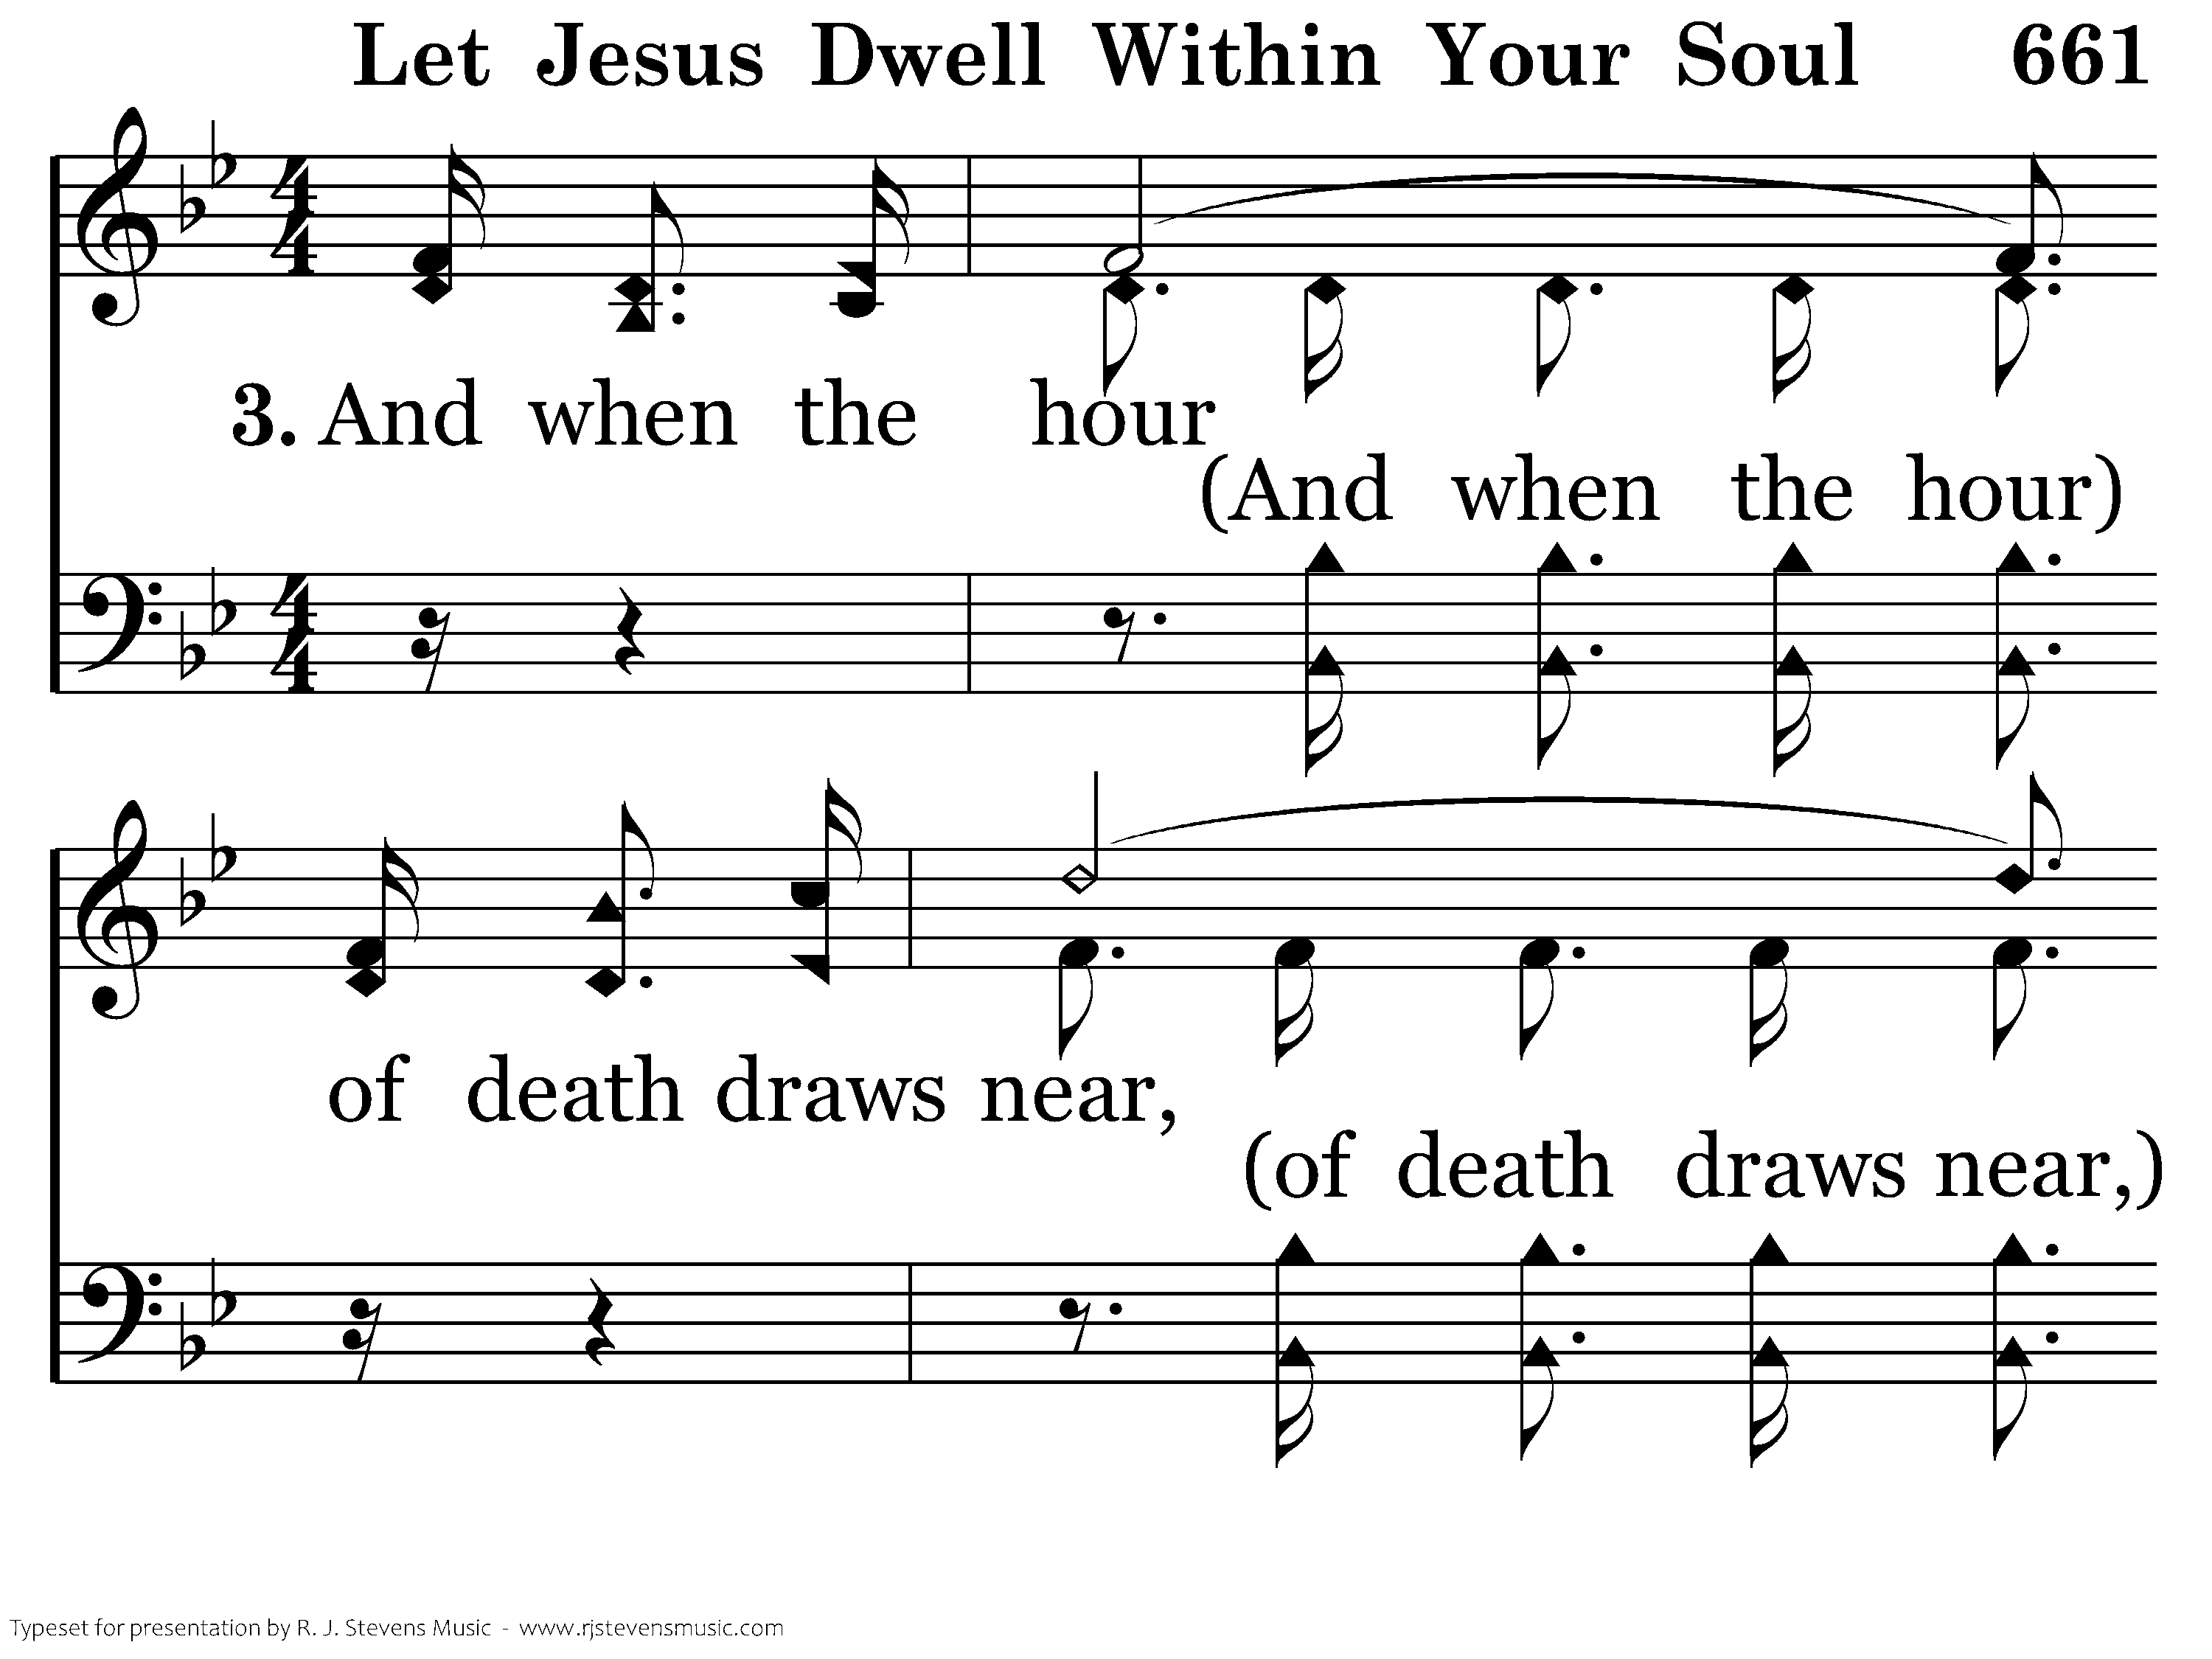 Let Jesus Dwell Within Your Soul 661
3. And when the hour
(And when the hour)
of death draws near,
(of death draws near,)
Typeset for presentation by R. J. Stevens Music - www.rjstevensmusic.com